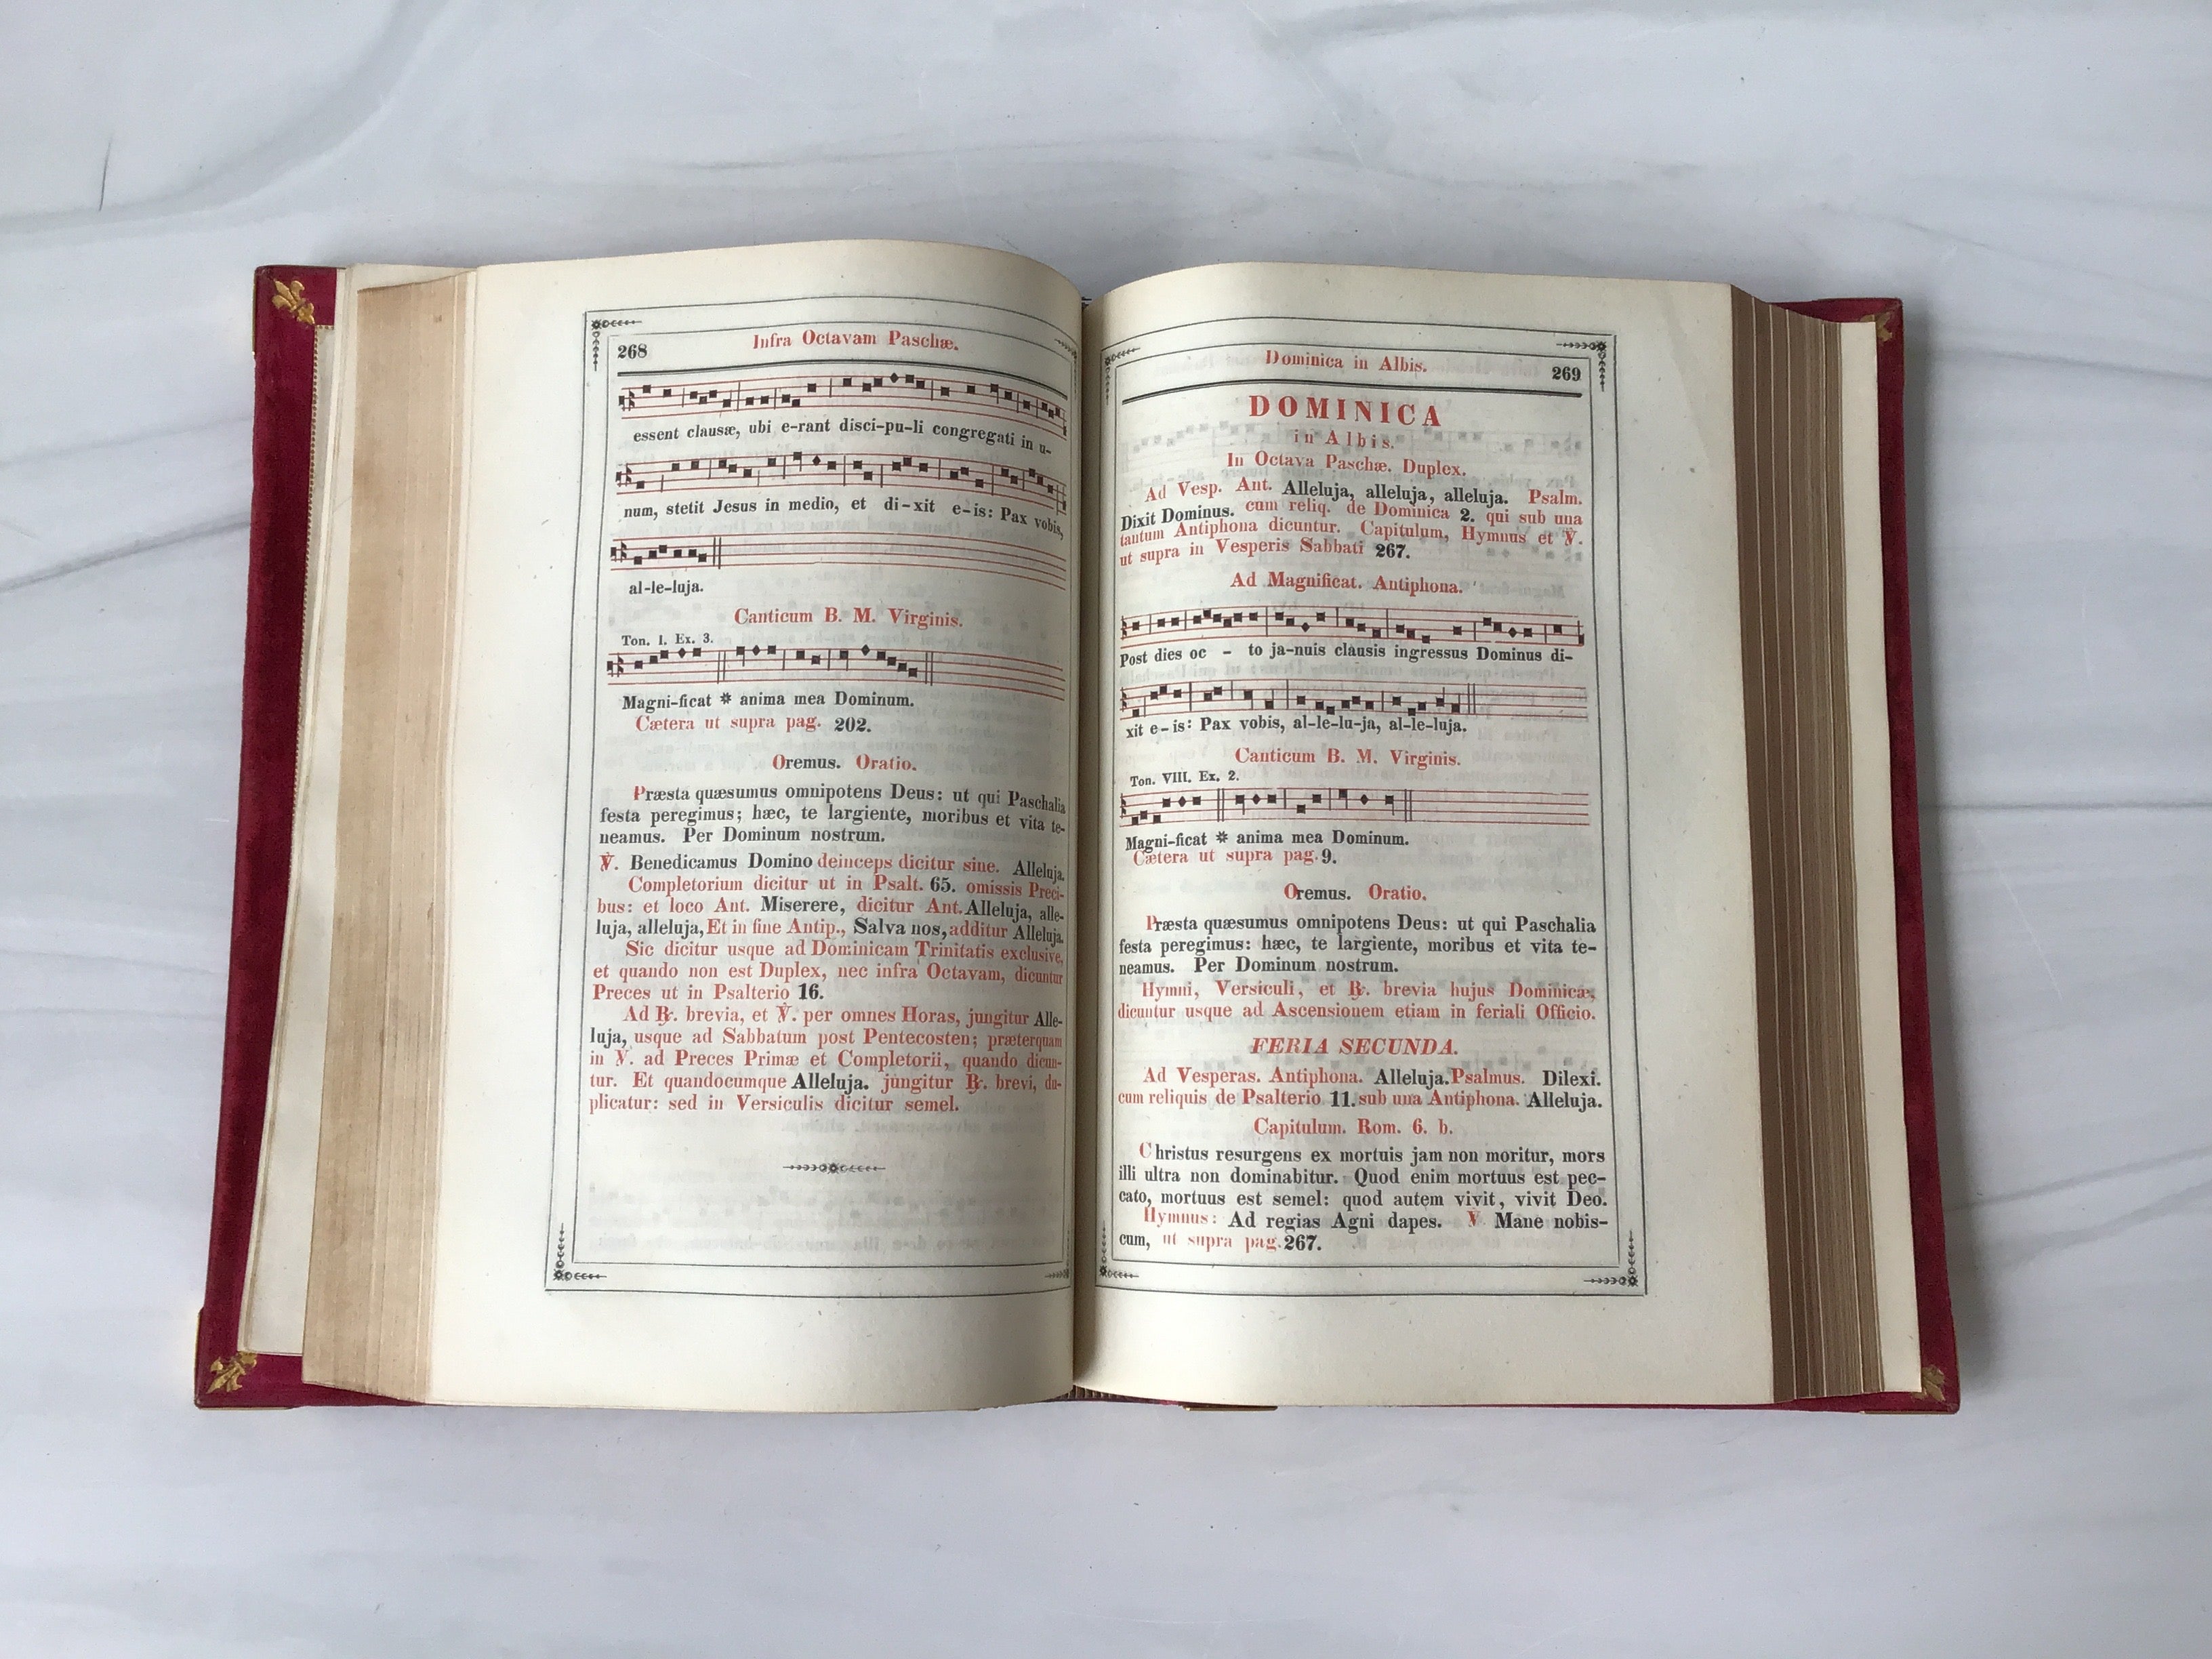 268
Infra Octavam Paschæ.
essent clausæ, ubi e-rant disci-pu-li congregati in u-
num, stetit Jesus in medio, et di-xit e-is: Pax vobis,
al-le-luja.
Canticum B. M. Virginis.
Ton. I. Ex. 3.
Magni-ficat * anima mea Dominum.
Cætera ut supra pag. 202.
Oremus. Oratio.
Præsta quæsumus omnipotens Deus: ut qui Paschalia
festa peregimus; hæc, te largiente, moribus et vita te-
neamus. Per Dominum nostrum.
℣. Benedicamus Domino deinceps dicitur sine. Alleluja.
Completorium dicitur ut in Psalt. 65. omissis Preci-
bus: et loco Ant. Miserere, dicitur Ant. Alleluja, alle-
luja, alleluja, Et in fine Antip., Salva nos, additur Alleluja.
Sic dicitur usque ad Dominicam Trinitatis exclusive,
et quando non est Duplex, nec infra Octavam, dicuntur
Preces ut in Psalterio 16.
Ad ℟. brevia, et ℣. per omnes Horas, jungitur Alle-
luja, usque ad Sabbatum post Pentecosten; præterquam
in ℣. ad Preces Primæ et Completorii, quando dicun-
tur. Et quandocumque Alleluja. jungitur ℟. brevi, du-
plicatur: sed in Versiculis dicitur semel.
Dominica in Albis.
269
DOMINICA
in Albis.
In Octava Paschæ. Duplex.
Ad Vesp. Ant. Alleluja, alleluja, alleluja. Psalm.
Dixit Dominus. cum reliq. de Dominica 2. qui sub una
tantum Antiphona dicuntur. Capitulum, Hymnus et ℣.
ut supra in Vesperis Sabbati 267.
Ad Magnificat. Antiphona.
Post dies oc - to ja-nuis clausis ingressus Dominus di-
xit e-is: Pax vobis, al-le-lu-ja, al-le-luja.
Canticum B. M. Virginis.
Ton. VIII. Ex. 2.
Magni-ficat * anima mea Dominum.
Cætera ut supra pag. 9.
Oremus. Oratio.
Præsta quæsumus omnipotens Deus: ut qui Paschalia
festa peregimus: hæc, te largiente, moribus et vita te-
neamus. Per Dominum nostrum.
Hymni, Versiculi, et ℟. brevia hujus Dominicæ,
dicuntur usque ad Ascensionem etiam in feriali Officio.
FERIA SECUNDA.
Ad Vesperas. Antiphona. Alleluja. Psalmus. Dilexi.
cum reliquis de Psalterio 11. sub una Antiphona. Alleluja.
Capitulum. Rom. 6. b.
Christus resurgens ex mortuis jam non moritur, mors
illi ultra non dominabitur. Quod enim mortuus est pec-
cato, mortuus est semel: quod autem vivit, vivit Deo.
Hymnus: Ad regias Agni dapes. ℣ Mane nobis-
cum, ut supra pag. 267.